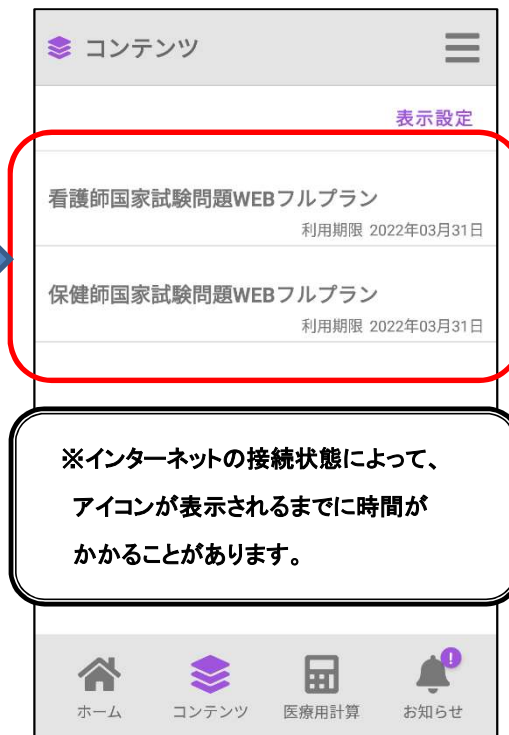 コンテンツ
表示設定
看護師国家試験問題WEBフルプラン
利用期限 2022年03月31日
保健師国家試験問題WEBフルプラン
利用期限 2022年03月31日
※インターネットの接続状態によって、
アイコンが表示されるまでに時間が
かかることがあります。
!
ホーム コンテンツ 医療用計算 お知らせ